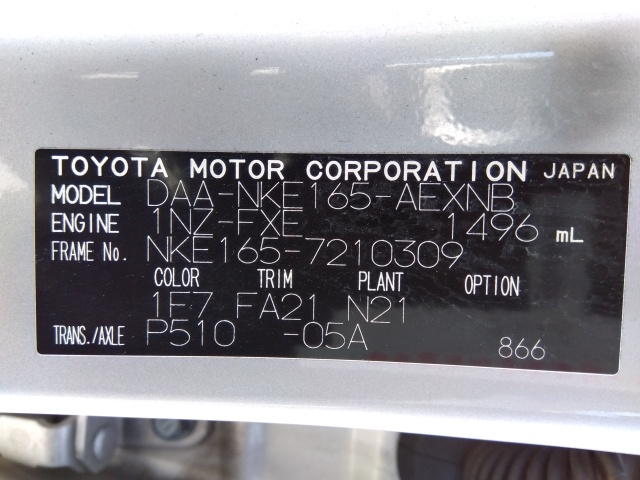 TOYOTA MOTOR CORPORATION JAPAN
MODEL DAA-NKE165-AEXNB
ENGINE 1NZ-FXE 1496 mL
FRAME No. NKE165-7210309
COLOR TRIM PLANT OPTION
1F7 FA21 N21
TRANS./AXLE P510 -05A 866